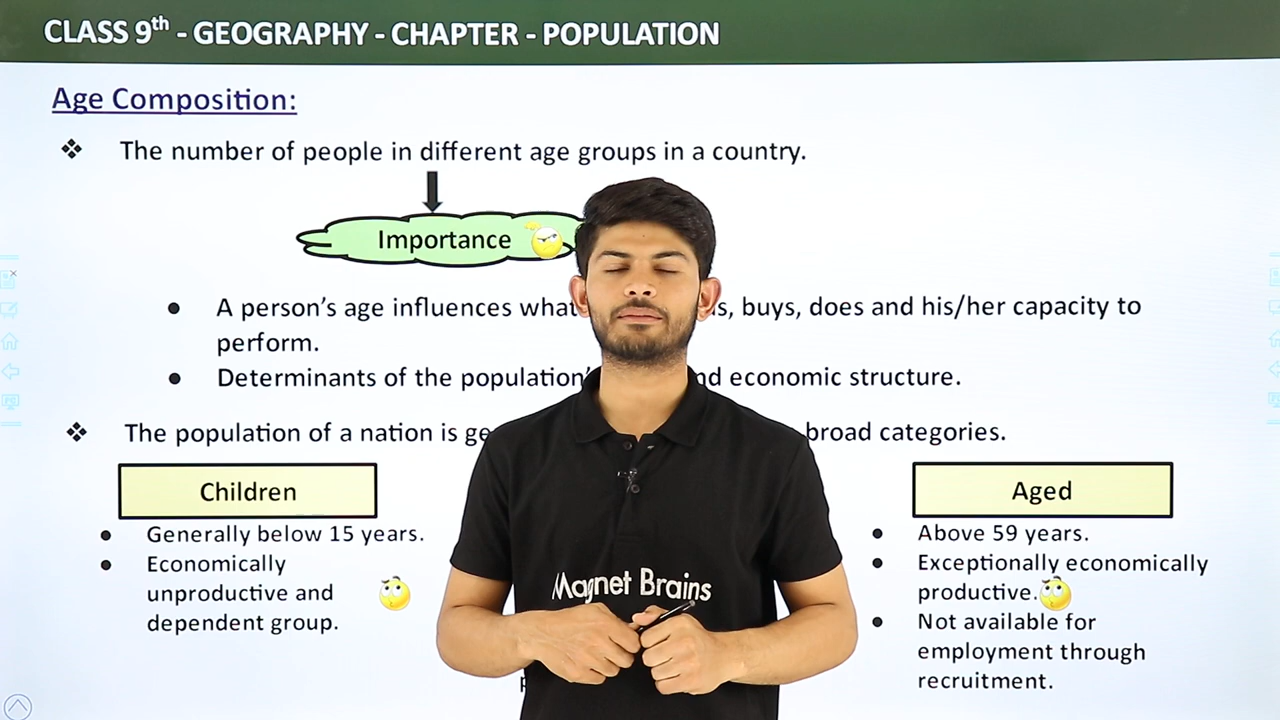 CLASS 9th - GEOGRAPHY - CHAPTER - POPULATION
Age Composition:
❖ The number of people in different age groups in a country.
Importance
● A person's age influences what buys, does and his/her capacity to
perform.
● Determinants of the population' economic structure.
❖ The population of a nation is broad categories.
Children
● Generally below 15 years.
● Economically
unproductive and
dependent group.
Aged
● Above 59 years.
● Exceptionally economically
productive.
● Not available for
employment through
recruitment.
Magnet Brains